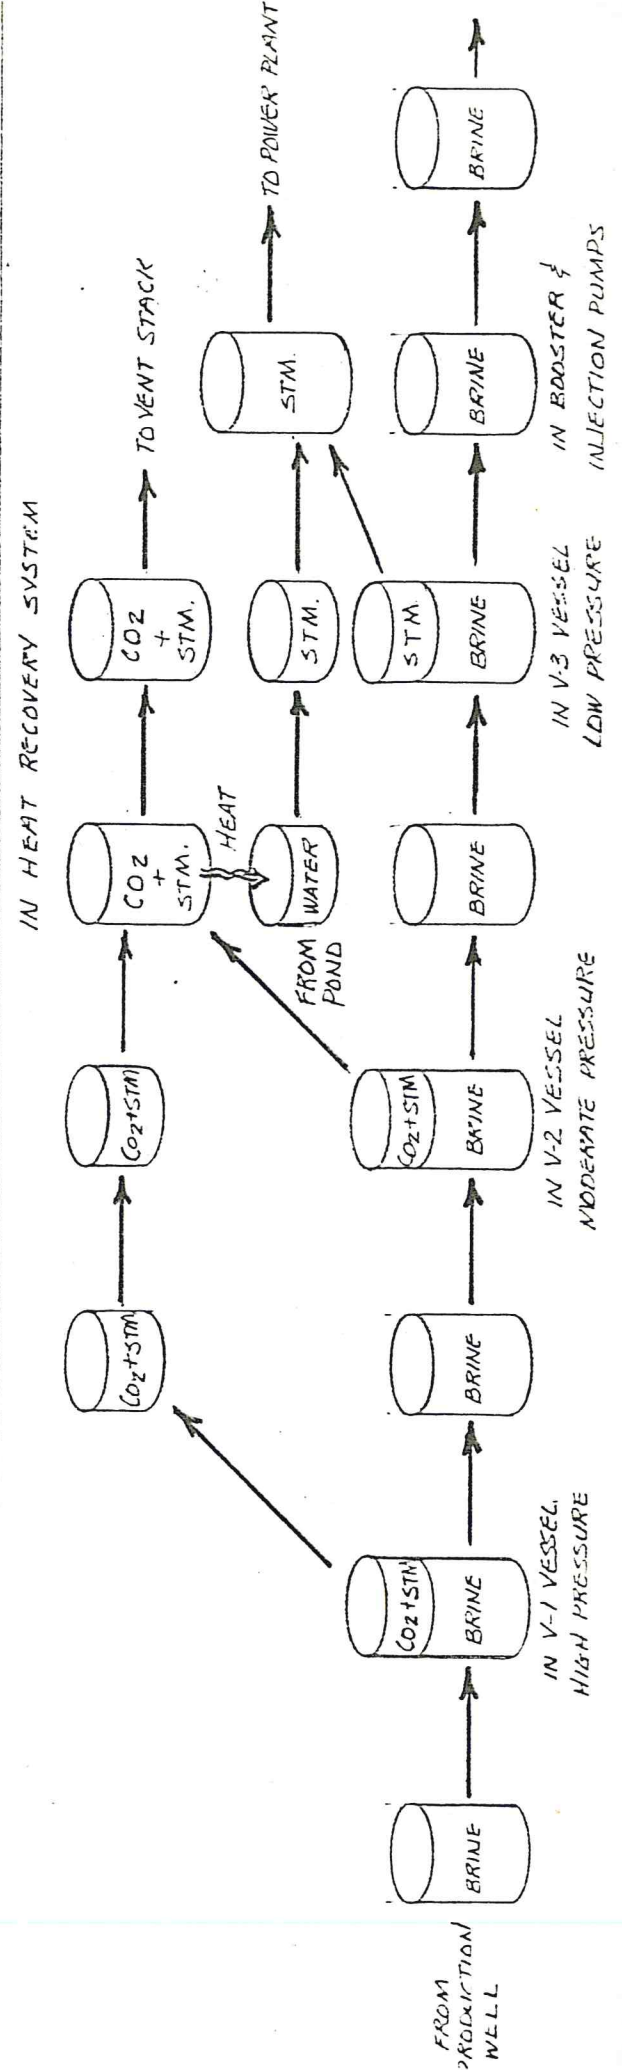 IN HEAT RECOVERY SYSTEM
CO2+STM
CO2+STM
CO2
+
STM.
CO2
+
STM.
TO VENT STACK
HEAT
FROM
POND
WATER
STM.
STM.
TO POWER PLANT
FROM
PRODUCTION
WELL
BRINE
CO2+STM
BRINE
BRINE
CO2+STM
BRINE
BRINE
STM
BRINE
BRINE
BRINE
IN V-1 VESSEL.
HIGH PRESSURE
IN V-2 VESSEL
MODERATE PRESSURE
IN V-3 VESSEL
LOW PRESSURE
IN BOOSTER &
INJECTION PUMPS